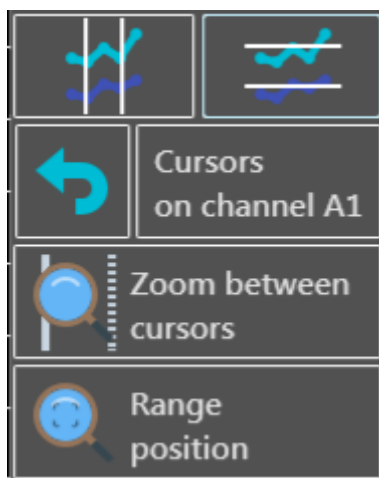 Cursors
on channel A1
Zoom between
cursors
Range
position